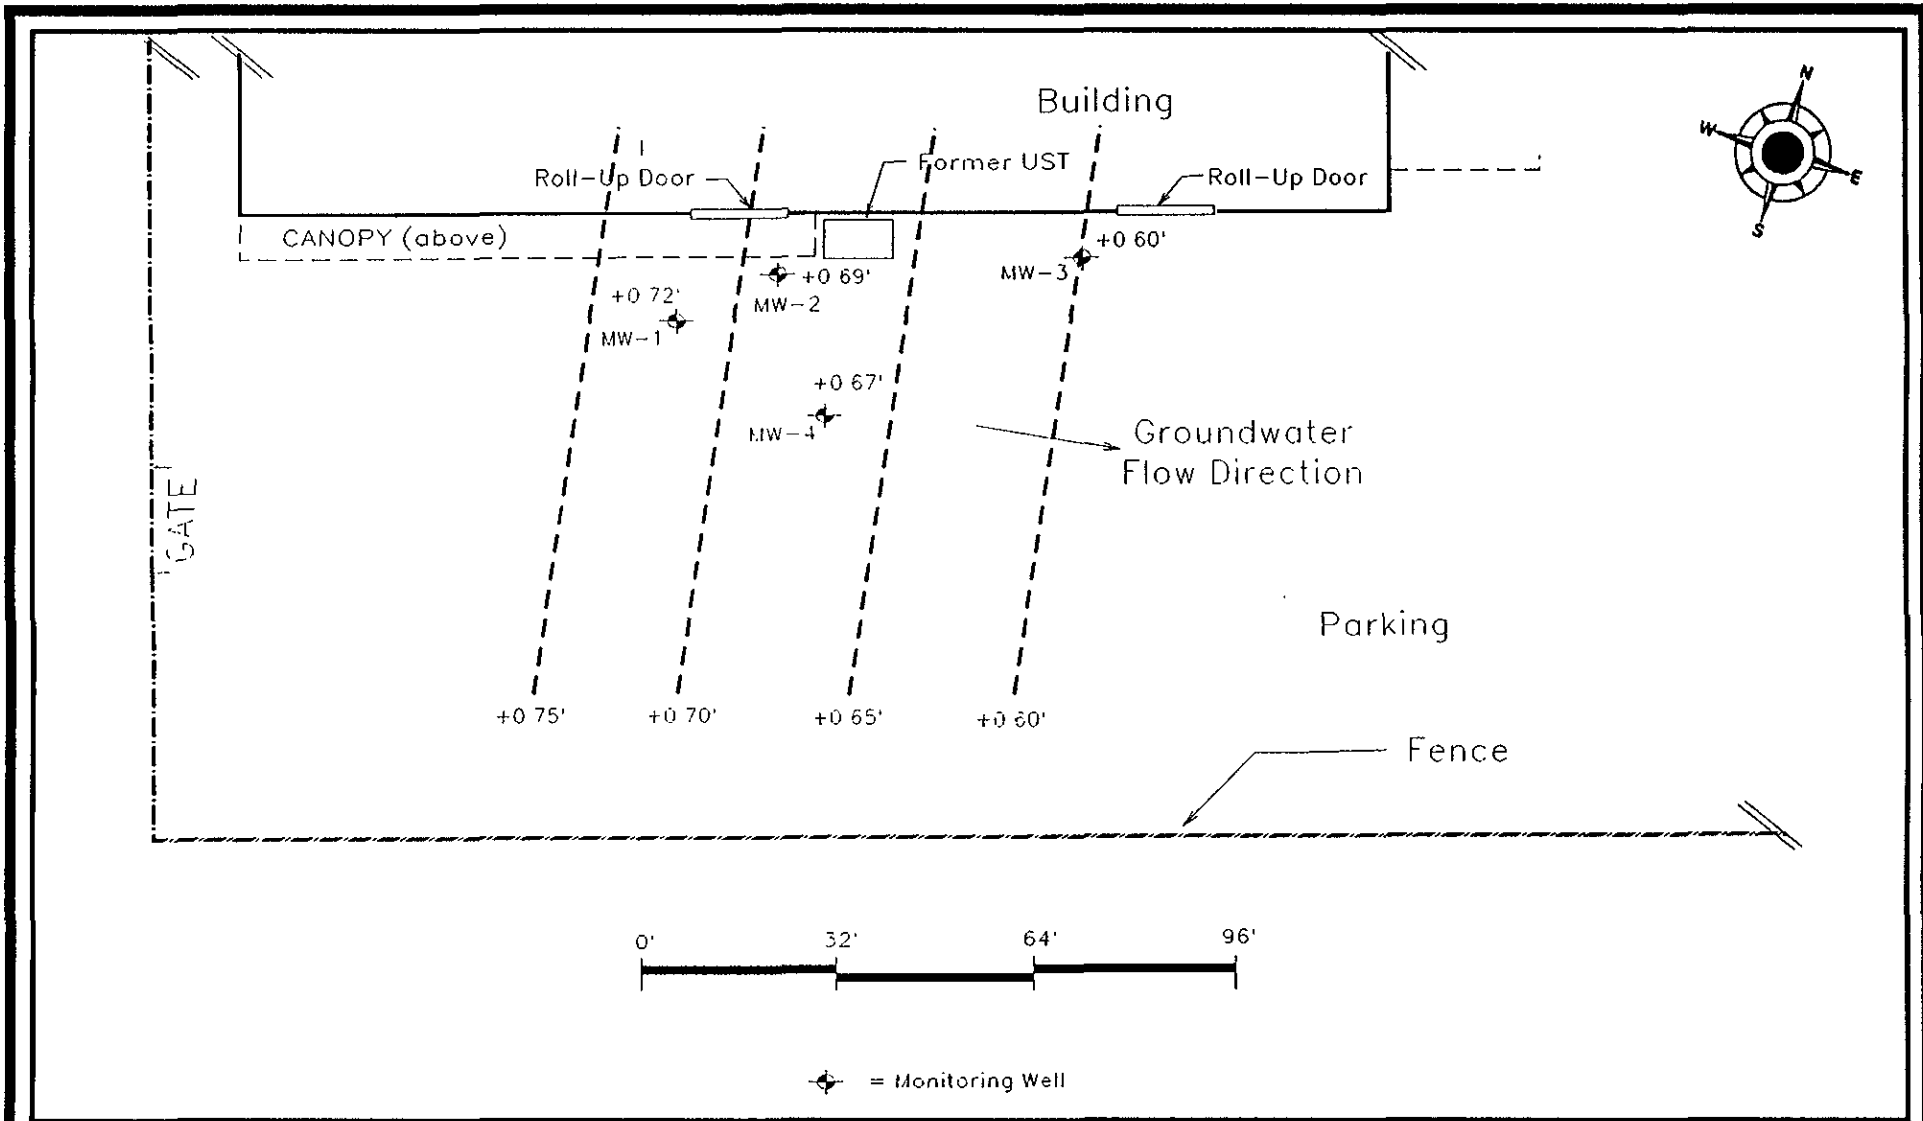 Building
N
W
E
S
Roll-Up Door
Former UST
Roll-Up Door
CANOPY (above)
+0 60'
MW-3
+0 69'
MW-2
+0 72'
MW-1
+0 67'
MW-4
Groundwater
Flow Direction
GATE
Parking
+0 75'
+0 70'
+0 65'
+0 60'
Fence
0'
32'
64'
96'
= Monitoring Well